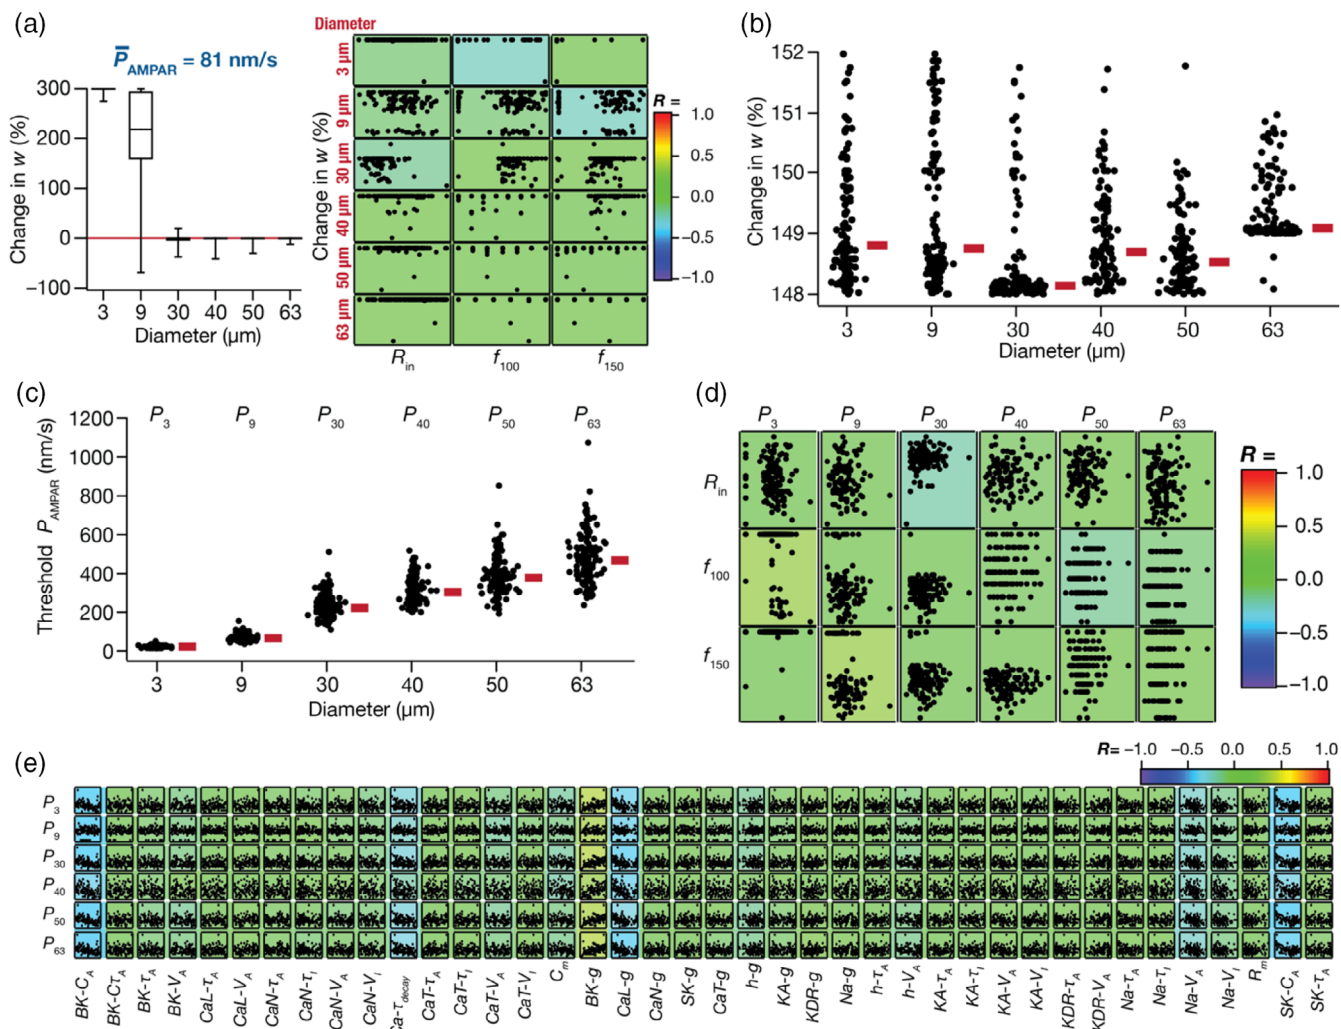 (a)
P̅AMPAR = 81 nm/s
Change in w (%)
300
200
100
0
−100
3 9 30 40 50 63
Diameter (µm)
Diameter
3 µm
9 µm
30 µm
40 µm
50 µm
63 µm
Change in w (%)
Rin f100 f150
R =
1.0
0.5
0.0
−0.5
−1.0
(b)
Change in w (%)
152
151
150
149
148
3 9 30 40 50 63
Diameter (µm)
(c)
P3 P9 P30 P40 P50 P63
Threshold PAMPAR (nm/s)
1200
1000
800
600
400
200
0
3 9 30 40 50 63
Diameter (µm)
(d)
P3 P9 P30 P40 P50 P63
Rin
f100
f150
R =
1.0
0.5
0.0
−0.5
−1.0
(e)
R= −1.0 −0.5 0.0 0.5 1.0
P3
P9
P30
P40
P50
P63
BK-CA
BK-CτA
BK-τA
BK-VA
CaL-τA
CaL-VA
CaN-τA
CaN-τI
CaN-VA
CaN-VI
Ca-τdecay
CaT-τA
CaT-τI
CaT-VA
CaT-VI
Cm
BK-g
CaL-g
CaN-g
SK-g
CaT-g
h-g
KA-g
KDR-g
Na-g
h-τA
h-VA
KA-τA
KA-τI
KA-VA
KA-VI
KDR-τA
KDR-VA
Na-τA
Na-τI
Na-VA
Na-VI
Rm
SK-CA
SK-τA